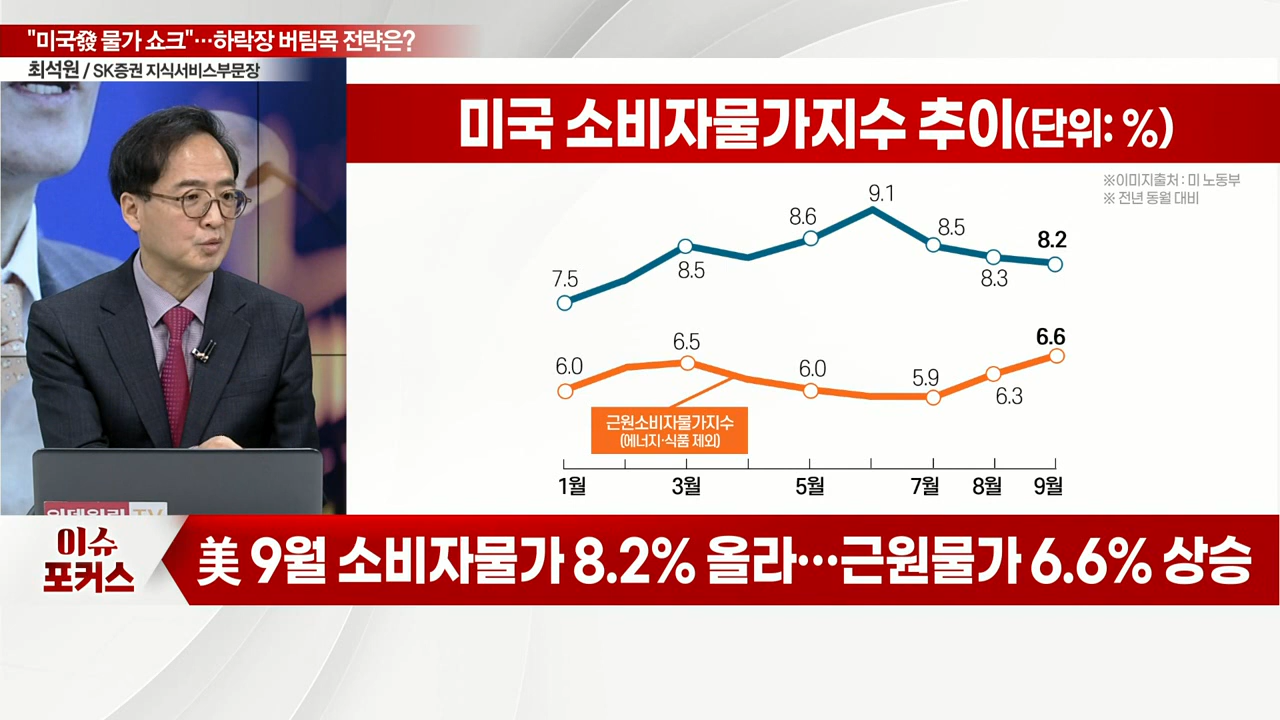 "미국發 물가 쇼크"…하락장 버팀목 전략은?
최석원 / SK증권 지식서비스부문장
미국 소비자물가지수 추이(단위: %)
※이미지출처 : 미 노동부
※ 전년 동월 대비
7.5
8.5
8.6
9.1
8.5
8.3
8.2
6.0
6.5
6.0
5.9
6.3
6.6
근원소비자물가지수
(에너지·식품 제외)
1월 3월 5월 7월 8월 9월
TV
이슈
포커스
美 9월 소비자물가 8.2% 올라…근원물가 6.6% 상승